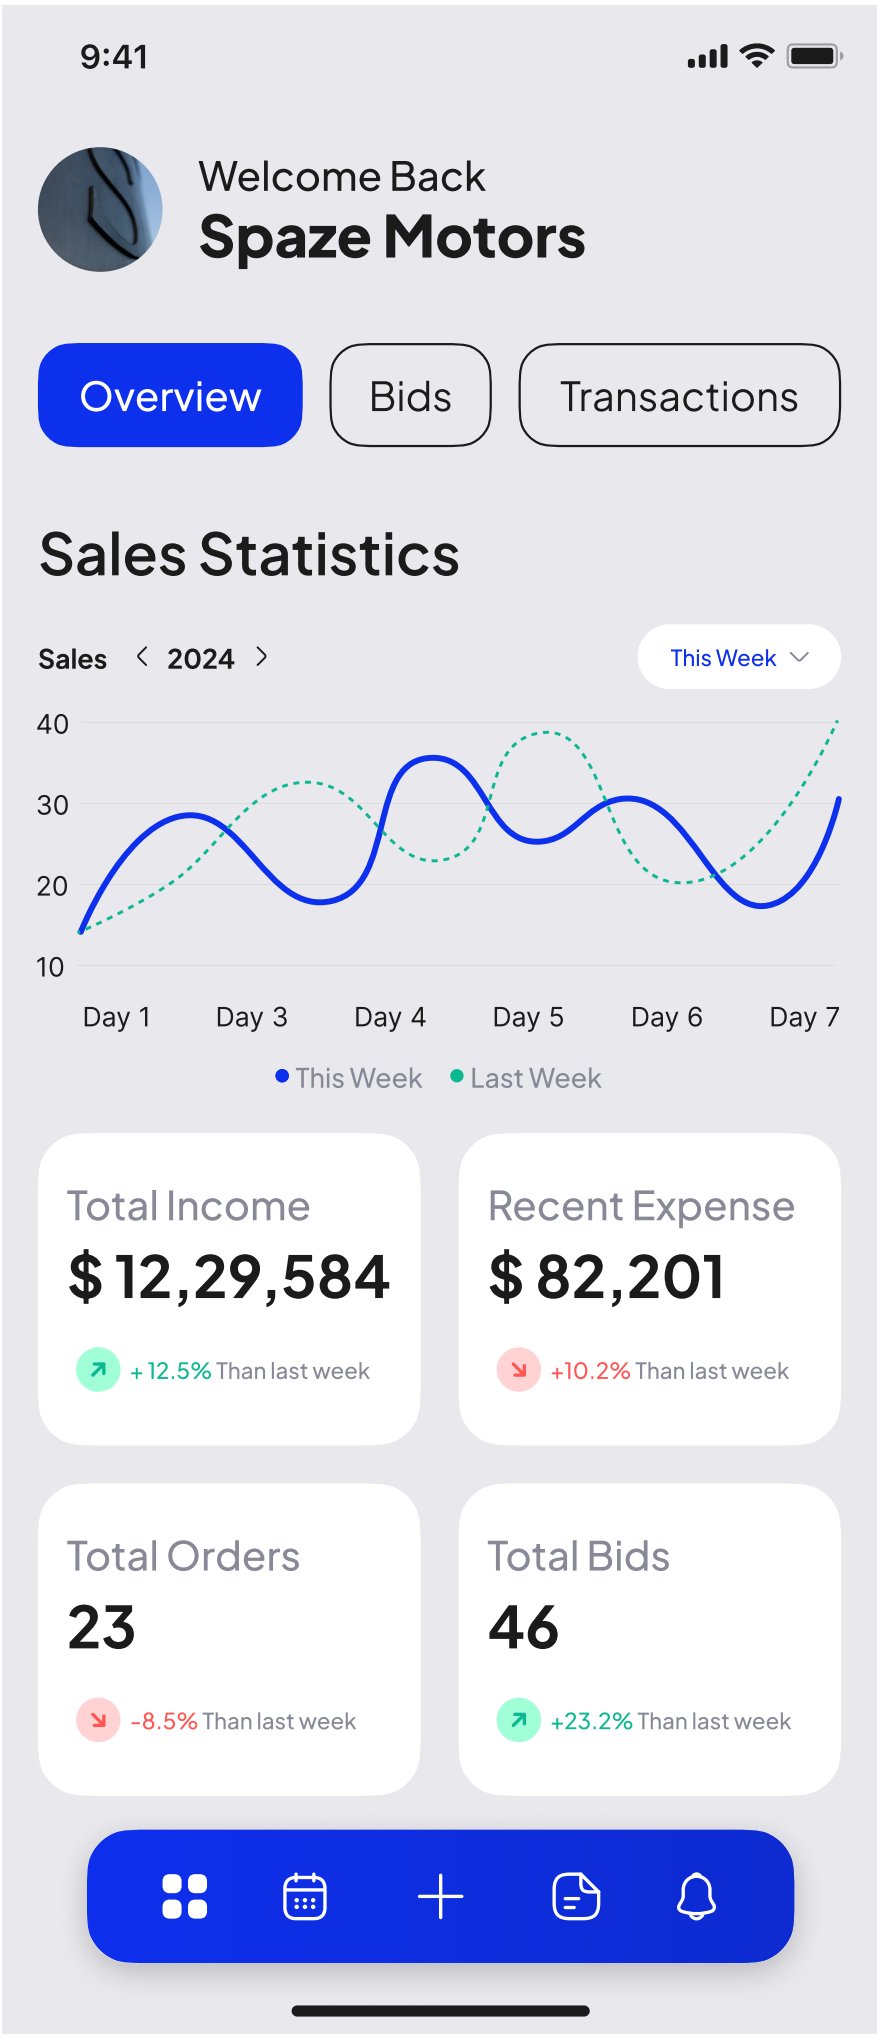 9:41
Welcome Back
Spaze Motors
Overview Bids Transactions
Sales Statistics
Sales < 2024 > This Week
40
30
20
10
Day 1 Day 3 Day 4 Day 5 Day 6 Day 7
This Week Last Week
Total Income
$ 12,29,584
+ 12.5% Than last week
Recent Expense
$ 82,201
+10.2% Than last week
Total Orders
23
-8.5% Than last week
Total Bids
46
+23.2% Than last week